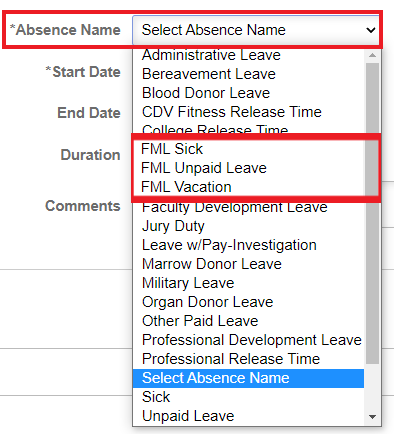 *Absence Name Select Absence Name
Administrative Leave
*Start Date
Bereavement Leave
Blood Donor Leave
End Date
CDV Fitness Release Time
College Release Time
Duration
FML Sick
FML Unpaid Leave
FML Vacation
Comments
Faculty Development Leave
Jury Duty
Leave w/Pay-Investigation
Marrow Donor Leave
Military Leave
Organ Donor Leave
Other Paid Leave
Professional Development Leave
Professional Release Time
Select Absence Name
Sick
Unpaid Leave